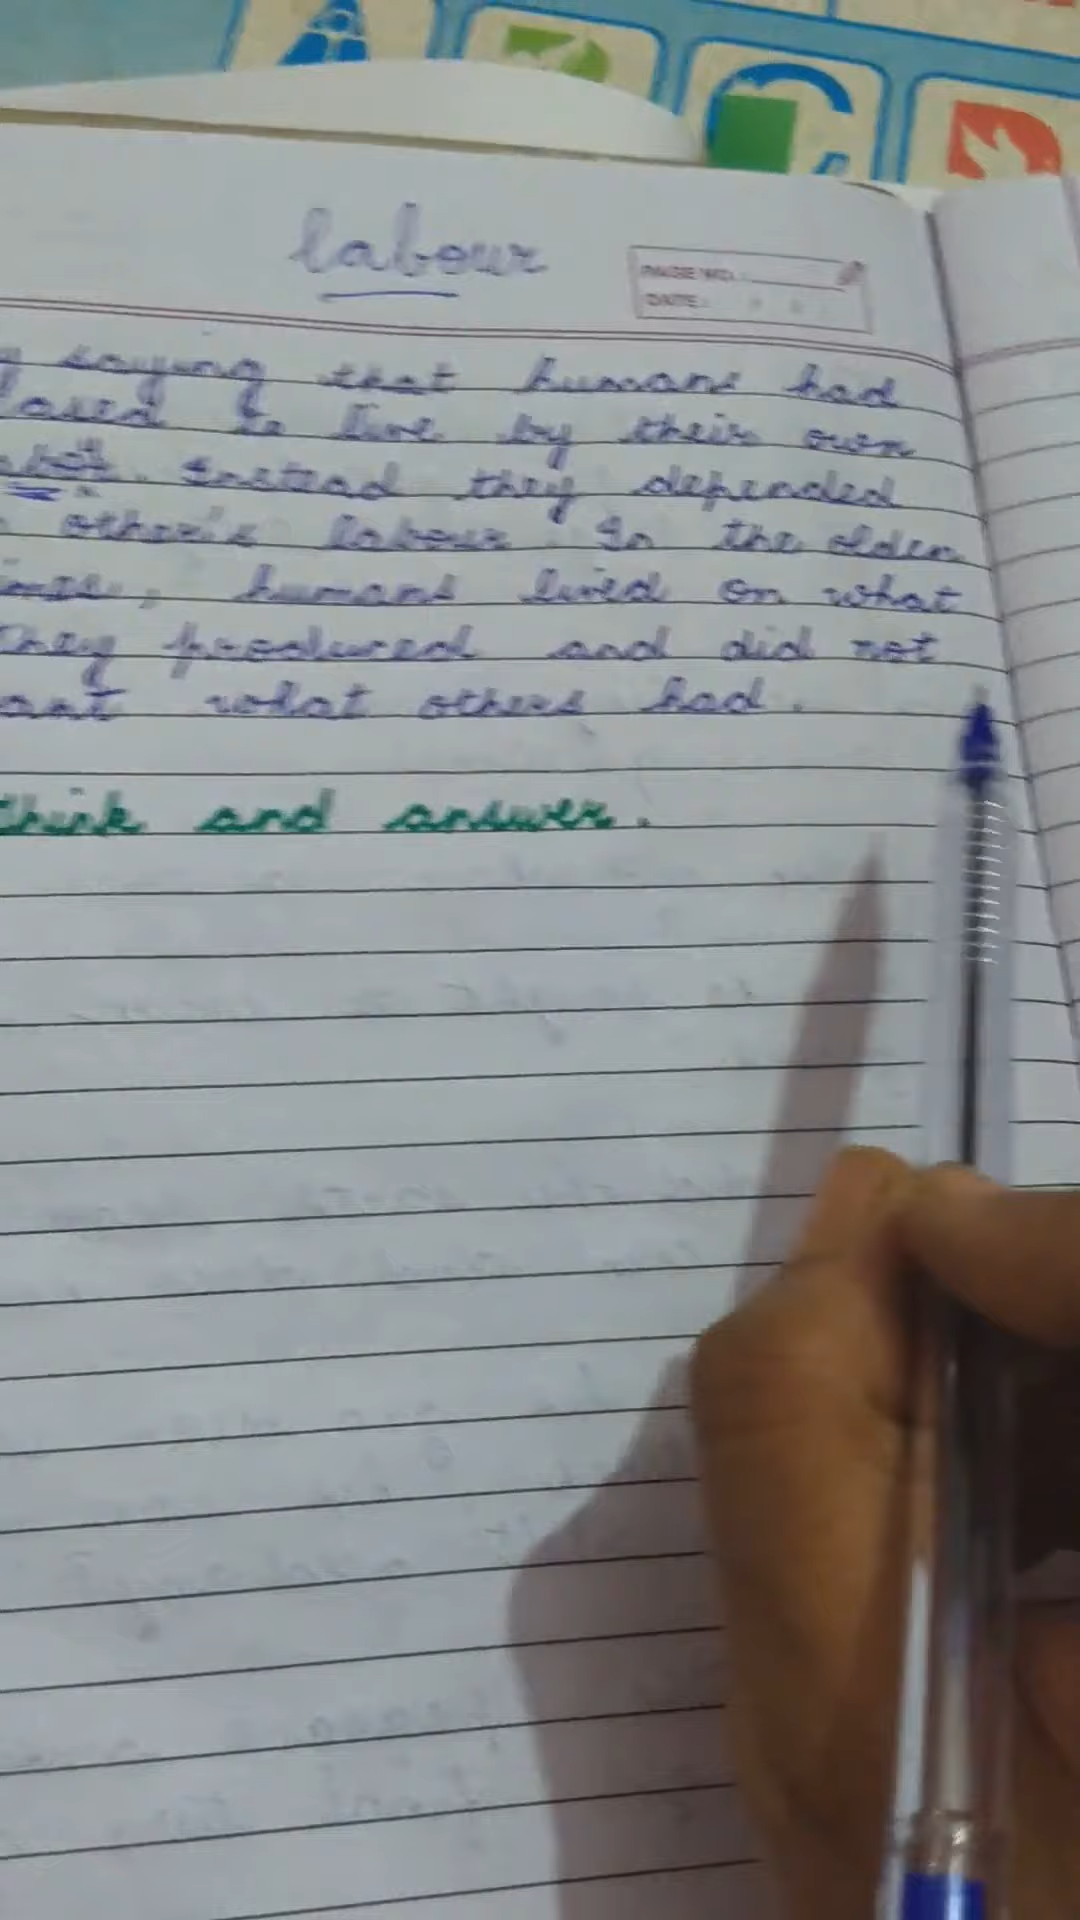 labour
PAGE NO.:
DATE:
saying that humans had
to live by their own
Instead they depended
other's labour. In the olden
humans lived on what
they produced and did not
what others had.
think and answer.